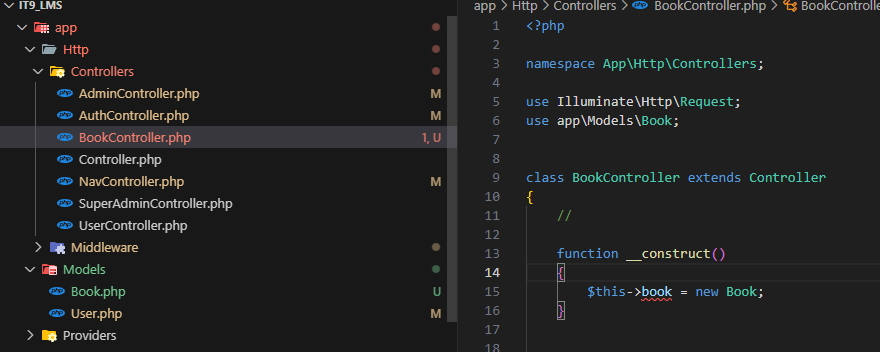 IT9_LMS
app
Http
Controllers
AdminController.php M
AuthController.php M
BookController.php 1, U
Controller.php
NavController.php M
SuperAdminController.php
UserController.php
Middleware
Models
Book.php U
User.php M
Providers
app > Http > Controllers > BookController.php > BookControlle
1 <?php
2
3 namespace App\Http\Controllers;
4
5 use Illuminate\Http\Request;
6 use app\Models\Book;
7
8
9 class BookController extends Controller
10 {
11 //
12
13 function __construct()
14 {
15 $this->book = new Book;
16 }
17
18